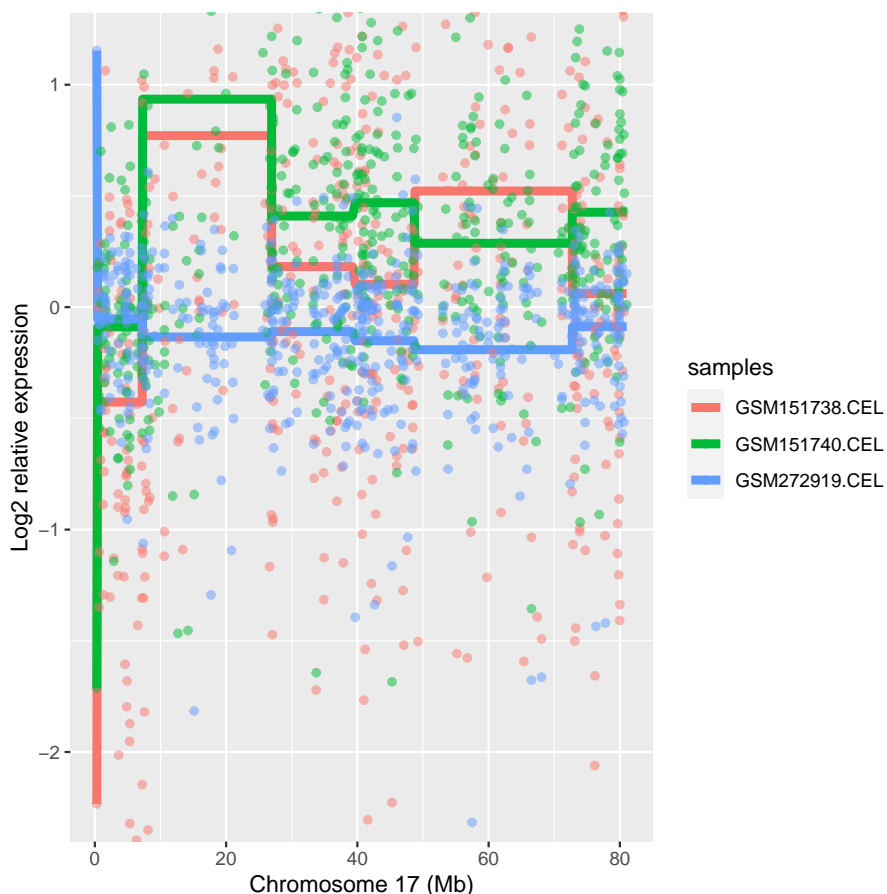 1
0
−1
−2
Log2 relative expression
0
20
40
60
80
Chromosome 17 (Mb)
samples
GSM151738.CEL
GSM151740.CEL
GSM272919.CEL